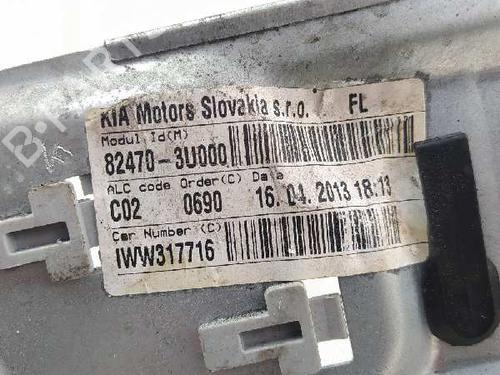 KIA Motors Slovakia s.r.o. FL
Modul Id(M)
82470-3U000
ALC code Order(C) Date
C02 0690 16. 04. 2013 18:13
Car Number (C)
IWW317716
B-PARTS